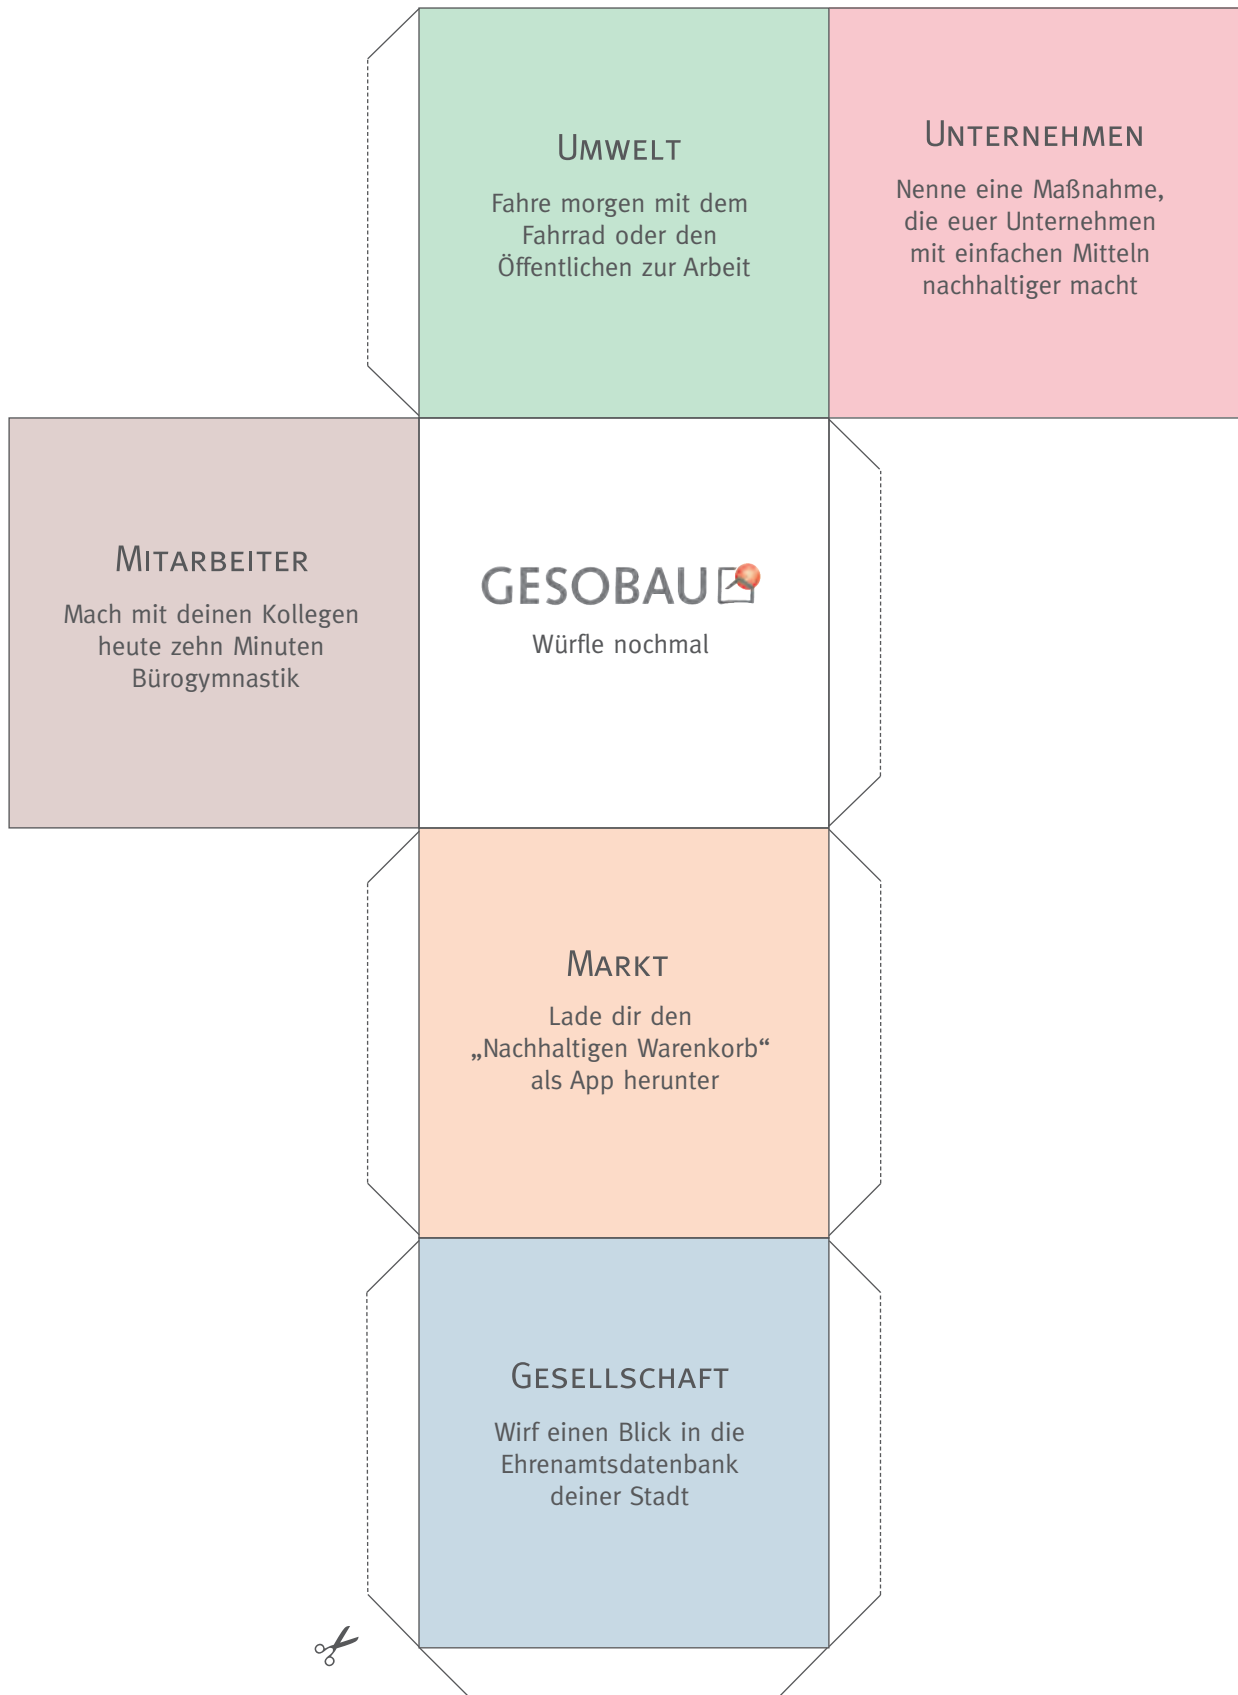 Umwelt
Fahre morgen mit dem
Fahrrad oder den
Öffentlichen zur Arbeit
Unternehmen
Nenne eine Maßnahme,
die euer Unternehmen
mit einfachen Mitteln
nachhaltiger macht
Mitarbeiter
Mach mit deinen Kollegen
heute zehn Minuten
Bürogymnastik
GESOBAU
Würfle nochmal
Markt
Lade dir den
„Nachhaltigen Warenkorb“
als App herunter
Gesellschaft
Wirf einen Blick in die
Ehrenamtsdatenbank
deiner Stadt